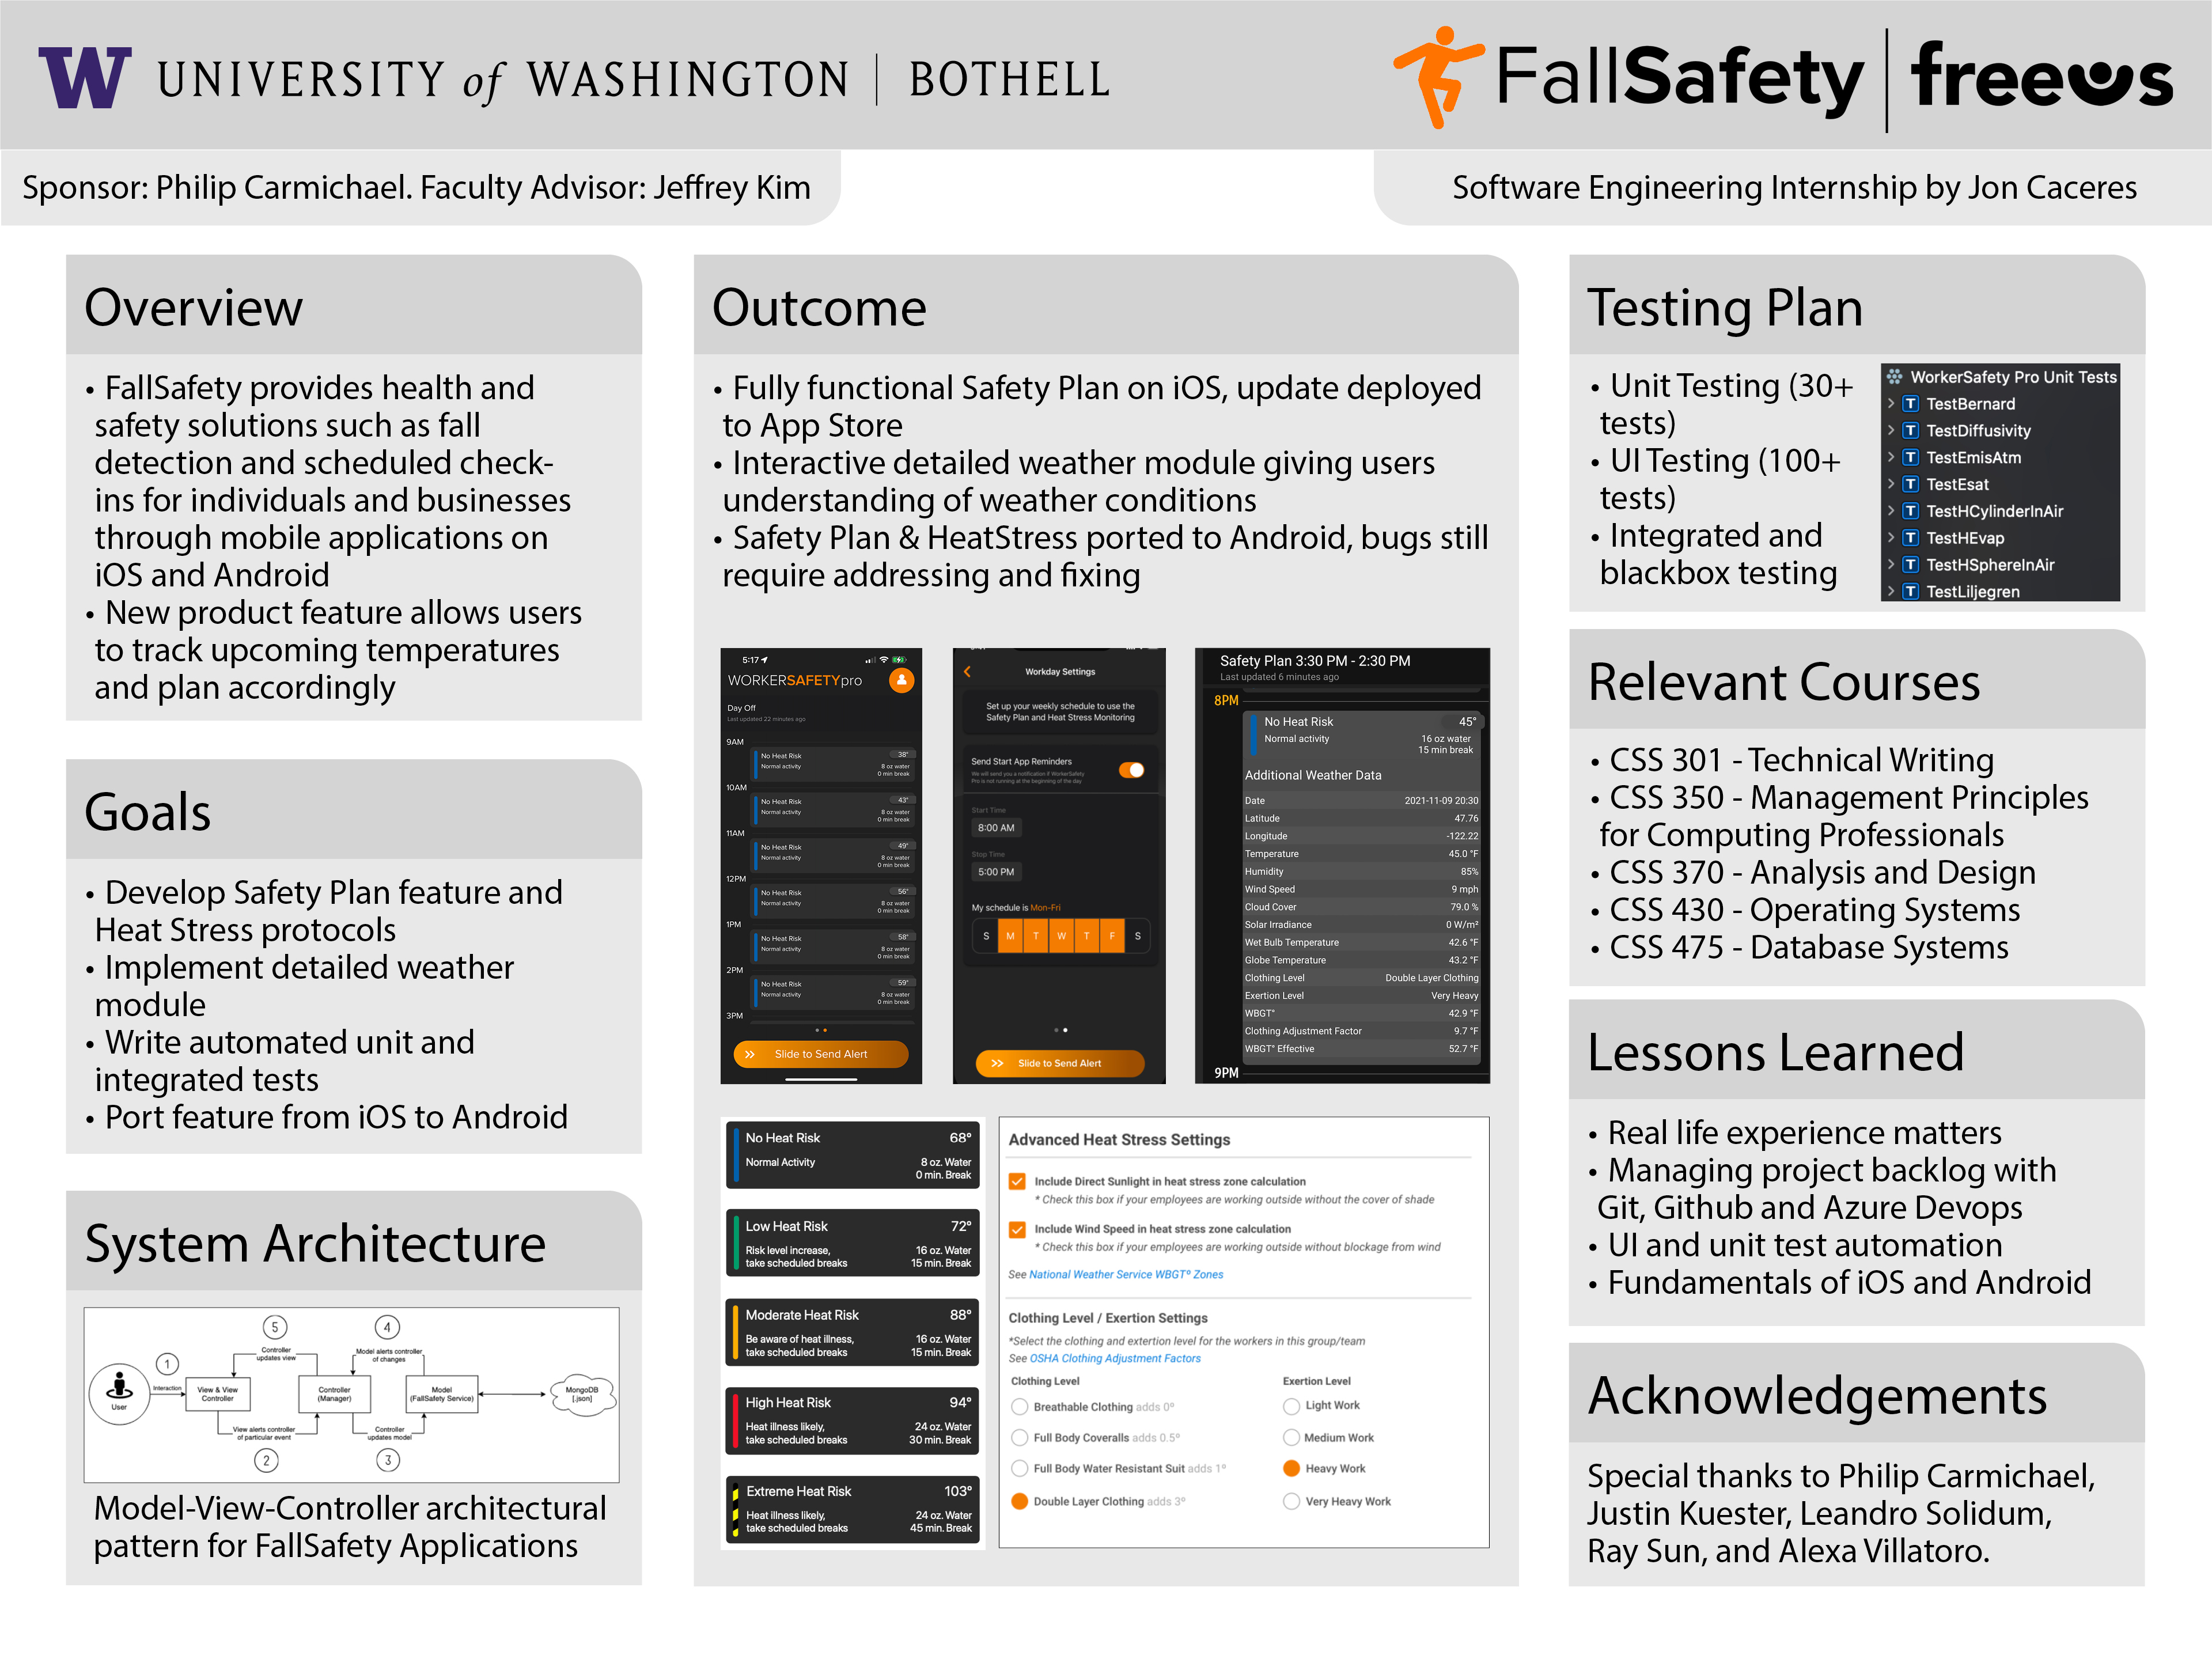 W UNIVERSITY of WASHINGTON | BOTHELL
FallSafety | freeus
Sponsor: Philip Carmichael. Faculty Advisor: Jeffrey Kim
Software Engineering Internship by Jon Caceres
Overview
• FallSafety provides health and
safety solutions such as fall
detection and scheduled check-
ins for individuals and businesses
through mobile applications on
iOS and Android
• New product feature allows users
to track upcoming temperatures
and plan accordingly
Goals
• Develop Safety Plan feature and
Heat Stress protocols
• Implement detailed weather
module
• Write automated unit and
integrated tests
• Port feature from iOS to Android
System Architecture
5
4
Controller
updates view
Model alerts controller
of changes
1
Interaction
User
View & View
Controller
Controller
(Manager)
Model
(FallSafety Service)
MongoDB
[.json]
View alerts controller
of particular event
Controller
updates model
2
3
Model-View-Controller architectural
pattern for FallSafety Applications
Outcome
• Fully functional Safety Plan on iOS, update deployed
to App Store
• Interactive detailed weather module giving users
understanding of weather conditions
• Safety Plan & HeatStress ported to Android, bugs still
require addressing and fixing
5:17
WORKERSAFETYpro
Day Off
Last updated 22 minutes ago
9AM
No Heat Risk 38°
Normal activity 8 oz water
0 min break
10AM
No Heat Risk 43°
Normal activity 8 oz water
0 min break
11AM
No Heat Risk 49°
Normal activity 8 oz water
0 min break
12PM
No Heat Risk 56°
Normal activity 8 oz water
0 min break
1PM
No Heat Risk 58°
Normal activity 8 oz water
0 min break
2PM
No Heat Risk 59°
Normal activity 8 oz water
0 min break
3PM
Slide to Send Alert
Workday Settings
Set up your weekly schedule to use the
Safety Plan and Heat Stress Monitoring
Send Start App Reminders
We will send you a notification if WorkerSafety
Pro is not running at the beginning of the day
Start Time
8:00 AM
Stop Time
5:00 PM
My schedule is Mon-Fri
S M T W T F S
Slide to Send Alert
Safety Plan 3:30 PM - 2:30 PM
Last updated 6 minutes ago
8PM
No Heat Risk 45°
Normal activity 16 oz water
15 min break
Additional Weather Data
Date 2021-11-09 20:30
Latitude 47.76
Longitude -122.22
Temperature 45.0 °F
Humidity 85%
Wind Speed 9 mph
Cloud Cover 79.0 %
Solar Irradiance 0 W/m²
Wet Bulb Temperature 42.6 °F
Globe Temperature 43.2 °F
Clothing Level Double Layer Clothing
Exertion Level Very Heavy
WBGT° 42.9 °F
Clothing Adjustment Factor 9.7 °F
WBGT° Effective 52.7 °F
9PM
No Heat Risk 68°
Normal Activity 8 oz. Water
0 min. Break
Low Heat Risk 72°
Risk level increase, 16 oz. Water
take scheduled breaks 15 min. Break
Moderate Heat Risk 88°
Be aware of heat illness, 16 oz. Water
take scheduled breaks 15 min. Break
High Heat Risk 94°
Heat illness likely, 24 oz. Water
take scheduled breaks 30 min. Break
Extreme Heat Risk 103°
Heat illness likely, 24 oz. Water
take scheduled breaks 45 min. Break
Advanced Heat Stress Settings
Include Direct Sunlight in heat stress zone calculation
* Check this box if your employees are working outside without the cover of shade
Include Wind Speed in heat stress zone calculation
* Check this box if your employees are working outside without blockage from wind
See National Weather Service WBGT° Zones
Clothing Level / Exertion Settings
*Select the clothing and extertion level for the workers in this group/team
See OSHA Clothing Adjustment Factors
Clothing Level Exertion Level
Breathable Clothing adds 0° Light Work
Full Body Coveralls adds 0.5° Medium Work
Full Body Water Resistant Suit adds 1° Heavy Work
Double Layer Clothing adds 3° Very Heavy Work
Testing Plan
• Unit Testing (30+
tests)
• UI Testing (100+
tests)
• Integrated and
blackbox testing
WorkerSafety Pro Unit Tests
T TestBernard
T TestDiffusivity
T TestEmisAtm
T TestEsat
T TestHCylinderInAir
T TestHEvap
T TestHSphereInAir
T TestLiljegren
Relevant Courses
• CSS 301 - Technical Writing
• CSS 350 - Management Principles
for Computing Professionals
• CSS 370 - Analysis and Design
• CSS 430 - Operating Systems
• CSS 475 - Database Systems
Lessons Learned
• Real life experience matters
• Managing project backlog with
Git, Github and Azure Devops
• UI and unit test automation
• Fundamentals of iOS and Android
Acknowledgements
Special thanks to Philip Carmichael,
Justin Kuester, Leandro Solidum,
Ray Sun, and Alexa Villatoro.